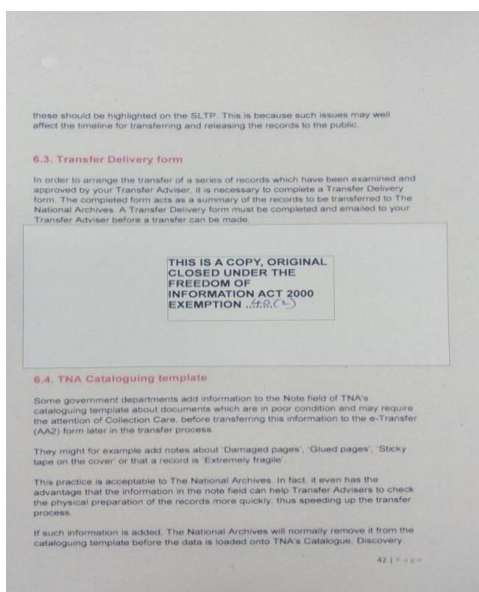 these should be highlighted on the SLTP. This is because such issues may well
affect the timeline for transferring and releasing the records to the public.
6.3. Transfer Delivery form
In order to arrange the transfer of a series of records which have been examined and
approved by your Transfer Adviser, it is necessary to complete a Transfer Delivery
form. The completed form acts as a summary of the records to be transferred to The
National Archives. A Transfer Delivery form must be completed and emailed to your
Transfer Adviser before a transfer can be made.
THIS IS A COPY, ORIGINAL
CLOSED UNDER THE
FREEDOM OF
INFORMATION ACT 2000
EXEMPTION ..40(2)
6.4. TNA Cataloguing template
Some government departments add information to the Note field of TNA's
cataloguing template about documents which are in poor condition and may require
the attention of Collection Care, before transferring this information to the e-Transfer
(AA2) form later in the transfer process.
They might for example add notes about 'Damaged pages', 'Glued pages', 'Sticky
tape on the cover' or that a record is 'Extremely fragile'.
This practice is acceptable to The National Archives. In fact, it even has the
advantage that the information in the note field can help Transfer Advisers to check
the physical preparation of the records more quickly, thus speeding up the transfer
process.
If such information is added, The National Archives will normally remove it from the
cataloguing template before the data is loaded onto TNA's Catalogue, Discovery.
42 | Page